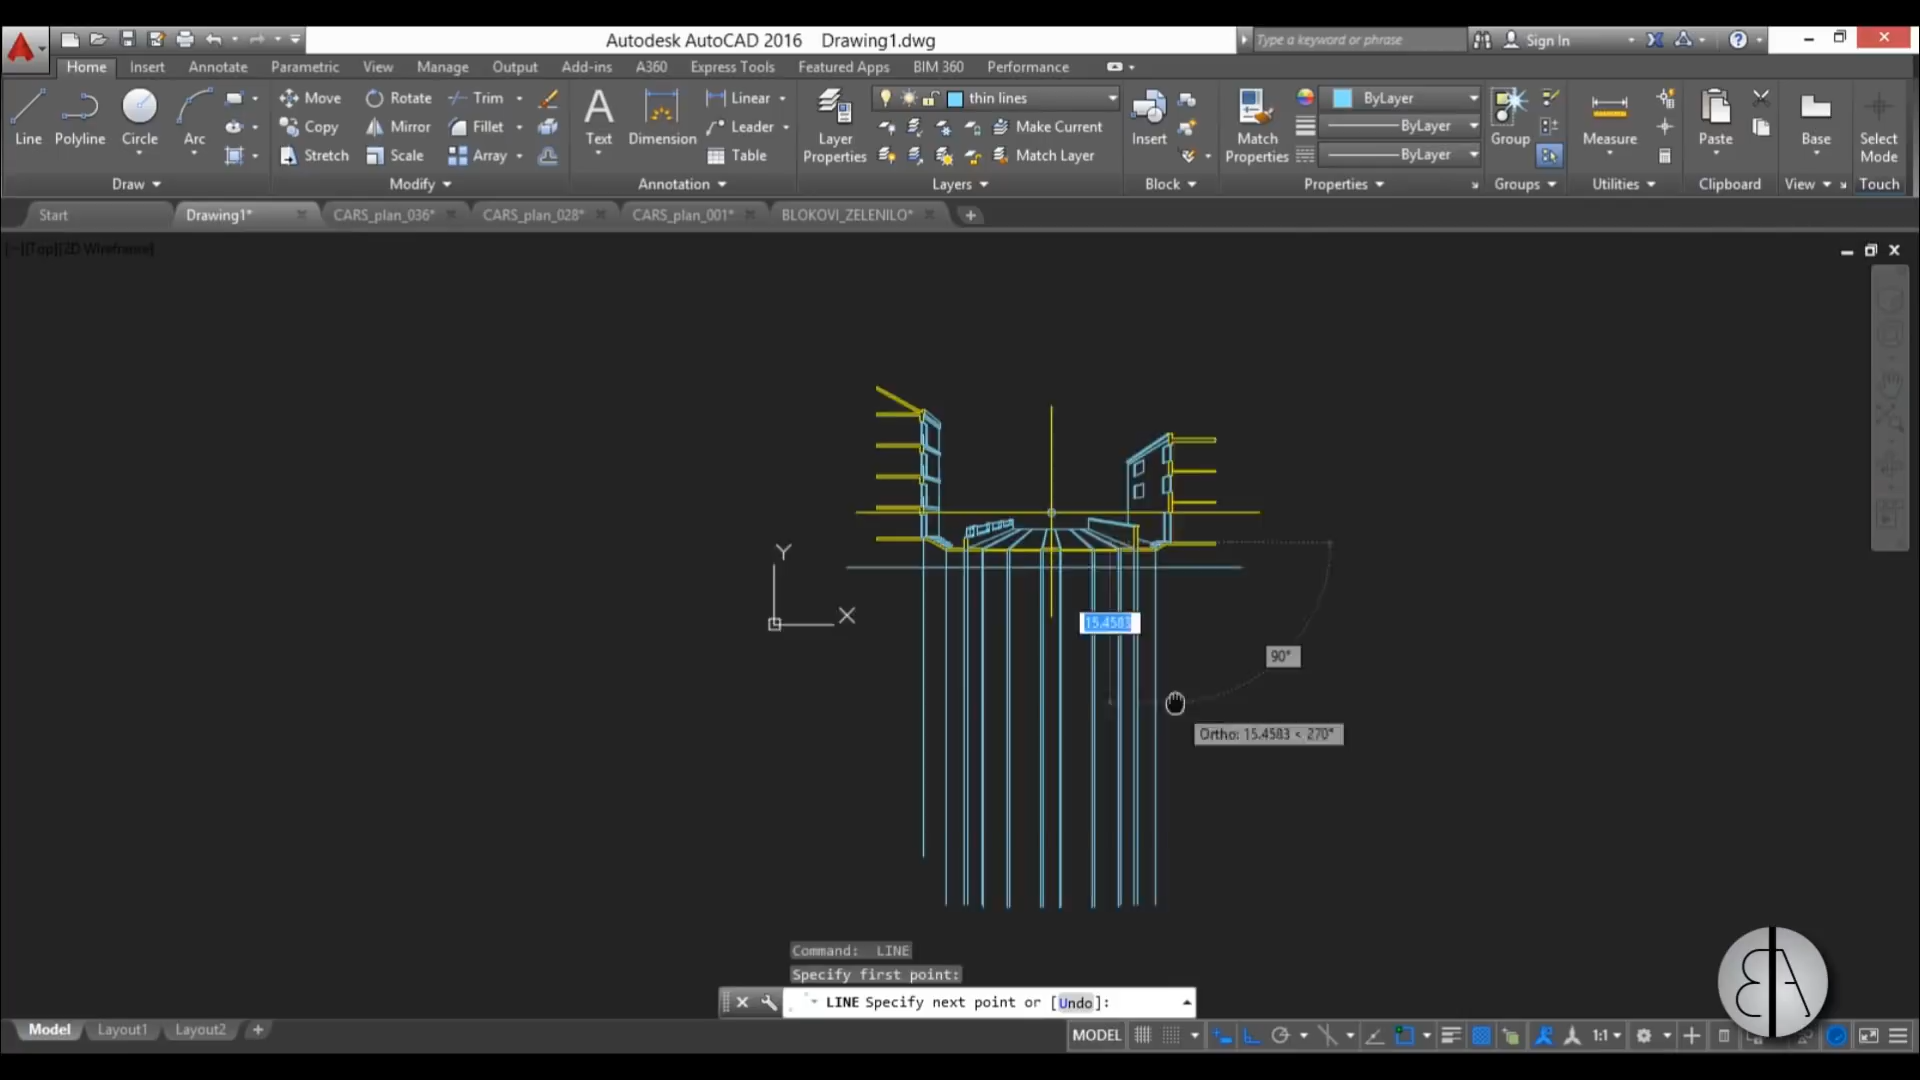 Autodesk AutoCAD 2016 Drawing1.dwg
Type a keyword or phrase
Sign In
Home Insert Annotate Parametric View Manage Output Add-ins A360 Express Tools Featured Apps BIM 360 Performance
Line Polyline Circle Arc
Move Rotate Trim
Copy Mirror Fillet
Stretch Scale Array
Text Dimension
Linear
Leader
Table
Layer Properties
thin lines
Make Current
Match Layer
Insert
Match Properties
ByLayer
ByLayer
ByLayer
Group
Measure
Paste
Base
Select Mode
Draw Modify Annotation Layers Block Properties Groups Utilities Clipboard View Touch
Start Drawing1* CARS_plan_036* CARS_plan_028* CARS_plan_001* BLOKOVI_ZELENILO*
[−][Top][2D Wireframe]
Y
X
15.4583
90°
Ortho: 15.4583 < 270°
Command: LINE
Specify first point:
LINE Specify next point or [Undo]:
Model Layout1 Layout2
MODEL
1:1
BA